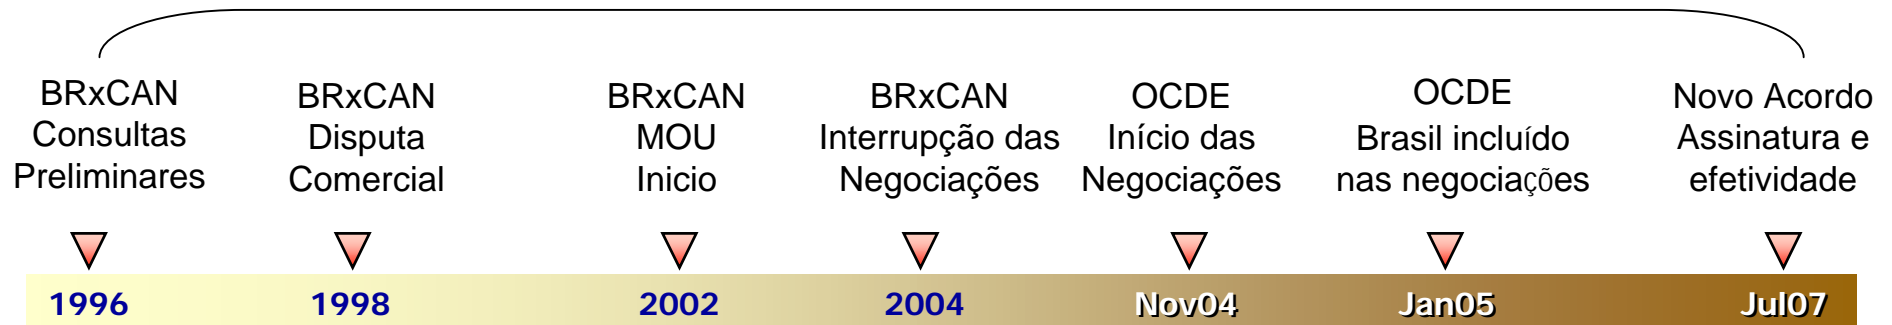 BRxCAN
Consultas
Preliminares
BRxCAN
Disputa
Comercial
BRxCAN
MOU
Inicio
BRxCAN
Interrupção das
Negociações
OCDE
Início das
Negociações
OCDE
Brasil incluído
nas negociações
Novo Acordo
Assinatura e
efetividade
1996
1998
2002
2004
Nov04
Jan05
Jul07